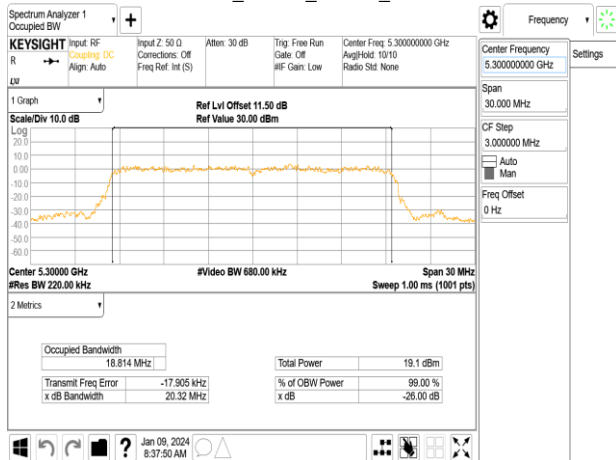 Spectrum Analyzer 1
Occupied BW
Frequency
KEYSIGHT
R
Input: RF
Coupling: DC
Align: Auto
Input Z: 50 Ω
Corrections: Off
Freq Ref: Int (S)
Atten: 30 dB
Trig: Free Run
Gate: Off
#IF Gain: Low
Center Freq: 5.300000000 GHz
Avg|Hold: 10/10
Radio Std: None
Center Frequency
5.300000000 GHz
Settings
Span
30.000 MHz
CF Step
3.000000 MHz
Auto
Man
Freq Offset
0 Hz
1 Graph
Scale/Div 10.0 dB
Ref Lvl Offset 11.50 dB
Ref Value 30.00 dBm
Log
20.0
10.0
0.00
-10.0
-20.0
-30.0
-40.0
-50.0
-60.0
Center 5.30000 GHz
#Res BW 220.00 kHz
#Video BW 680.00 kHz
Span 30 MHz
Sweep 1.00 ms (1001 pts)
2 Metrics
Occupied Bandwidth
18.814 MHz
Total Power 19.1 dBm
Transmit Freq Error -17.905 kHz
% of OBW Power 99.00 %
x dB Bandwidth 20.32 MHz
x dB -26.00 dB
?
Jan 09, 2024
8:37:50 AM